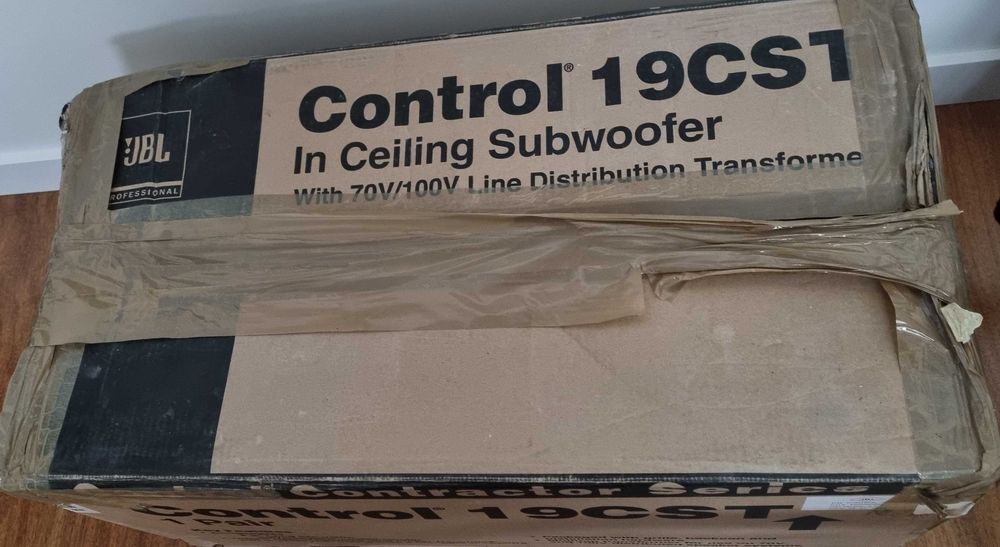 JBL
PROFESSIONAL
Control® 19CST
In Ceiling Subwoofer
With 70V/100V Line Distribution Transforme
Contractor Series
Control® 19CST
1 Pair